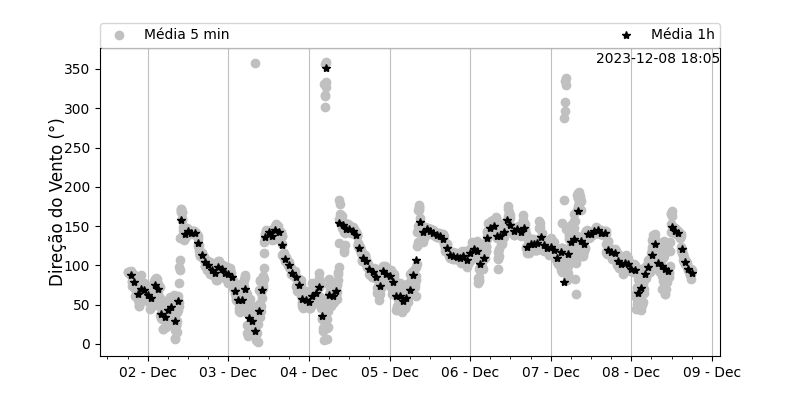 Média 5 min
Média 1h
2023-12-08 18:05
Direção do Vento (°)
350
300
250
200
150
100
50
0
02 - Dec
03 - Dec
04 - Dec
05 - Dec
06 - Dec
07 - Dec
08 - Dec
09 - Dec